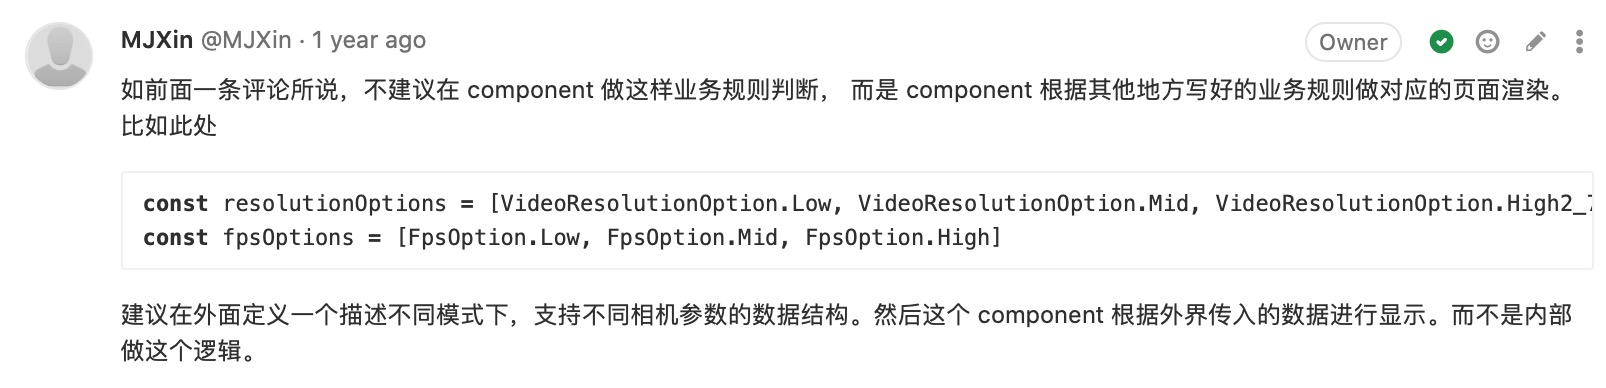 MJXin @MJXin · 1 year ago Owner
如前面一条评论所说，不建议在 component 做这样业务规则判断， 而是 component 根据其他地方写好的业务规则做对应的页面渲染。
比如此处
const resolutionOptions = [VideoResolutionOption.Low, VideoResolutionOption.Mid, VideoResolutionOption.High2_
const fpsOptions = [FpsOption.Low, FpsOption.Mid, FpsOption.High]
建议在外面定义一个描述不同模式下，支持不同相机参数的数据结构。然后这个 component 根据外界传入的数据进行显示。而不是内部
做这个逻辑。